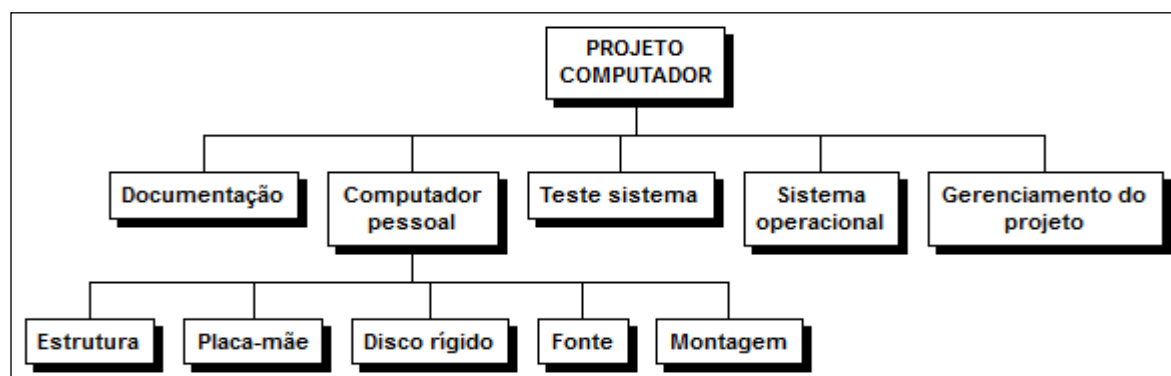 PROJETO
COMPUTADOR
Documentação
Computador
pessoal
Teste sistema
Sistema
operacional
Gerenciamento do
projeto
Estrutura
Placa-mãe
Disco rígido
Fonte
Montagem